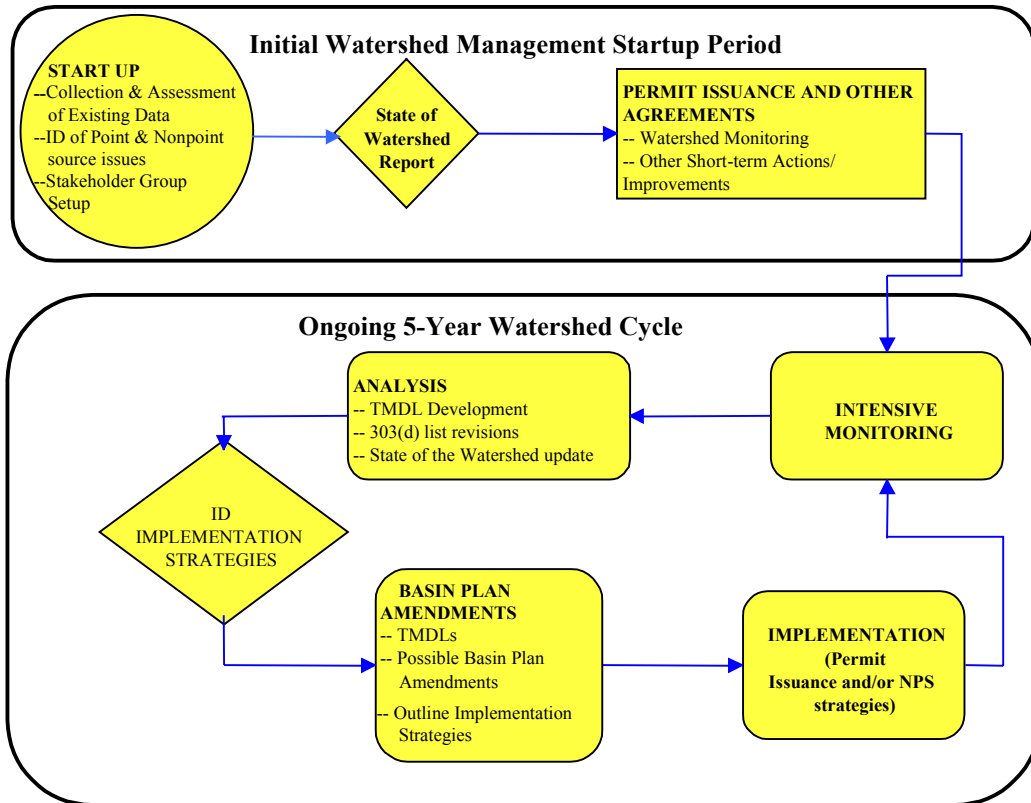 Initial Watershed Management Startup Period
START UP
--Collection & Assessment
of Existing Data
--ID of Point & Nonpoint
source issues
--Stakeholder Group
Setup
State of
Watershed
Report
PERMIT ISSUANCE AND OTHER
AGREEMENTS
-- Watershed Monitoring
-- Other Short-term Actions/
Improvements
Ongoing 5-Year Watershed Cycle
ANALYSIS
-- TMDL Development
-- 303(d) list revisions
-- State of the Watershed update
INTENSIVE
MONITORING
ID
IMPLEMENTATION
STRATEGIES
BASIN PLAN
AMENDMENTS
-- TMDLs
-- Possible Basin Plan
Amendments
-- Outline Implementation
Strategies
IMPLEMENTATION
(Permit
Issuance and/or NPS
strategies)